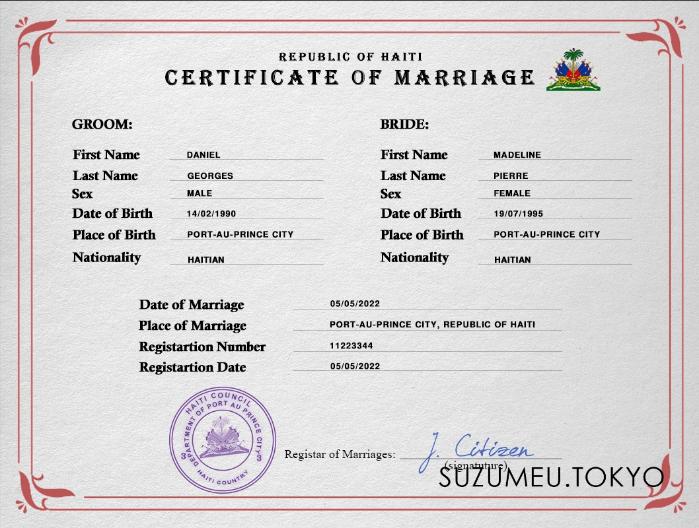 REPUBLIC OF HAITI
CERTIFICATE OF MARRIAGE
GROOM:
First Name DANIEL
Last Name GEORGES
Sex MALE
Date of Birth 14/02/1990
Place of Birth PORT-AU-PRINCE CITY
Nationality HAITIAN
BRIDE:
First Name MADELINE
Last Name PIERRE
Sex FEMALE
Date of Birth 19/07/1995
Place of Birth PORT-AU-PRINCE CITY
Nationality HAITIAN
Date of Marriage 05/05/2022
Place of Marriage PORT-AU-PRINCE CITY, REPUBLIC OF HAITI
Registartion Number 11223344
Registartion Date 05/05/2022
HAITI COUNCIL
DEPARTMENT OF PORT AU PRINCE CITY
HAITI COUNTRY
Registar of Marriages: J. Citizen
SUZUMEU.TOKYO